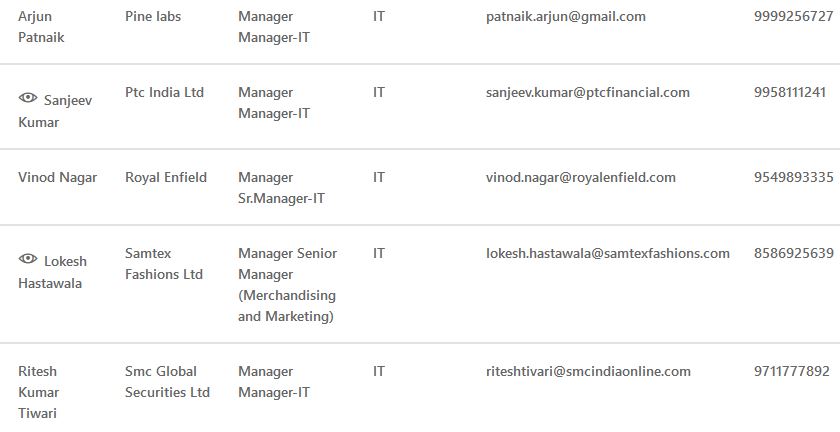 Arjun Patnaik Pine labs Manager Manager-IT IT patnaik.arjun@gmail.com 9999256727
Sanjeev Kumar Ptc India Ltd Manager Manager-IT IT sanjeev.kumar@ptcfinancial.com 9958111241
Vinod Nagar Royal Enfield Manager Sr.Manager-IT IT vinod.nagar@royalenfield.com 9549893335
Lokesh Hastawala Samtex Fashions Ltd Manager Senior Manager (Merchandising and Marketing) IT lokesh.hastawala@samtexfashions.com 8586925639
Ritesh Kumar Tiwari Smc Global Securities Ltd Manager Manager-IT IT riteshtivari@smcindiaonline.com 9711777892